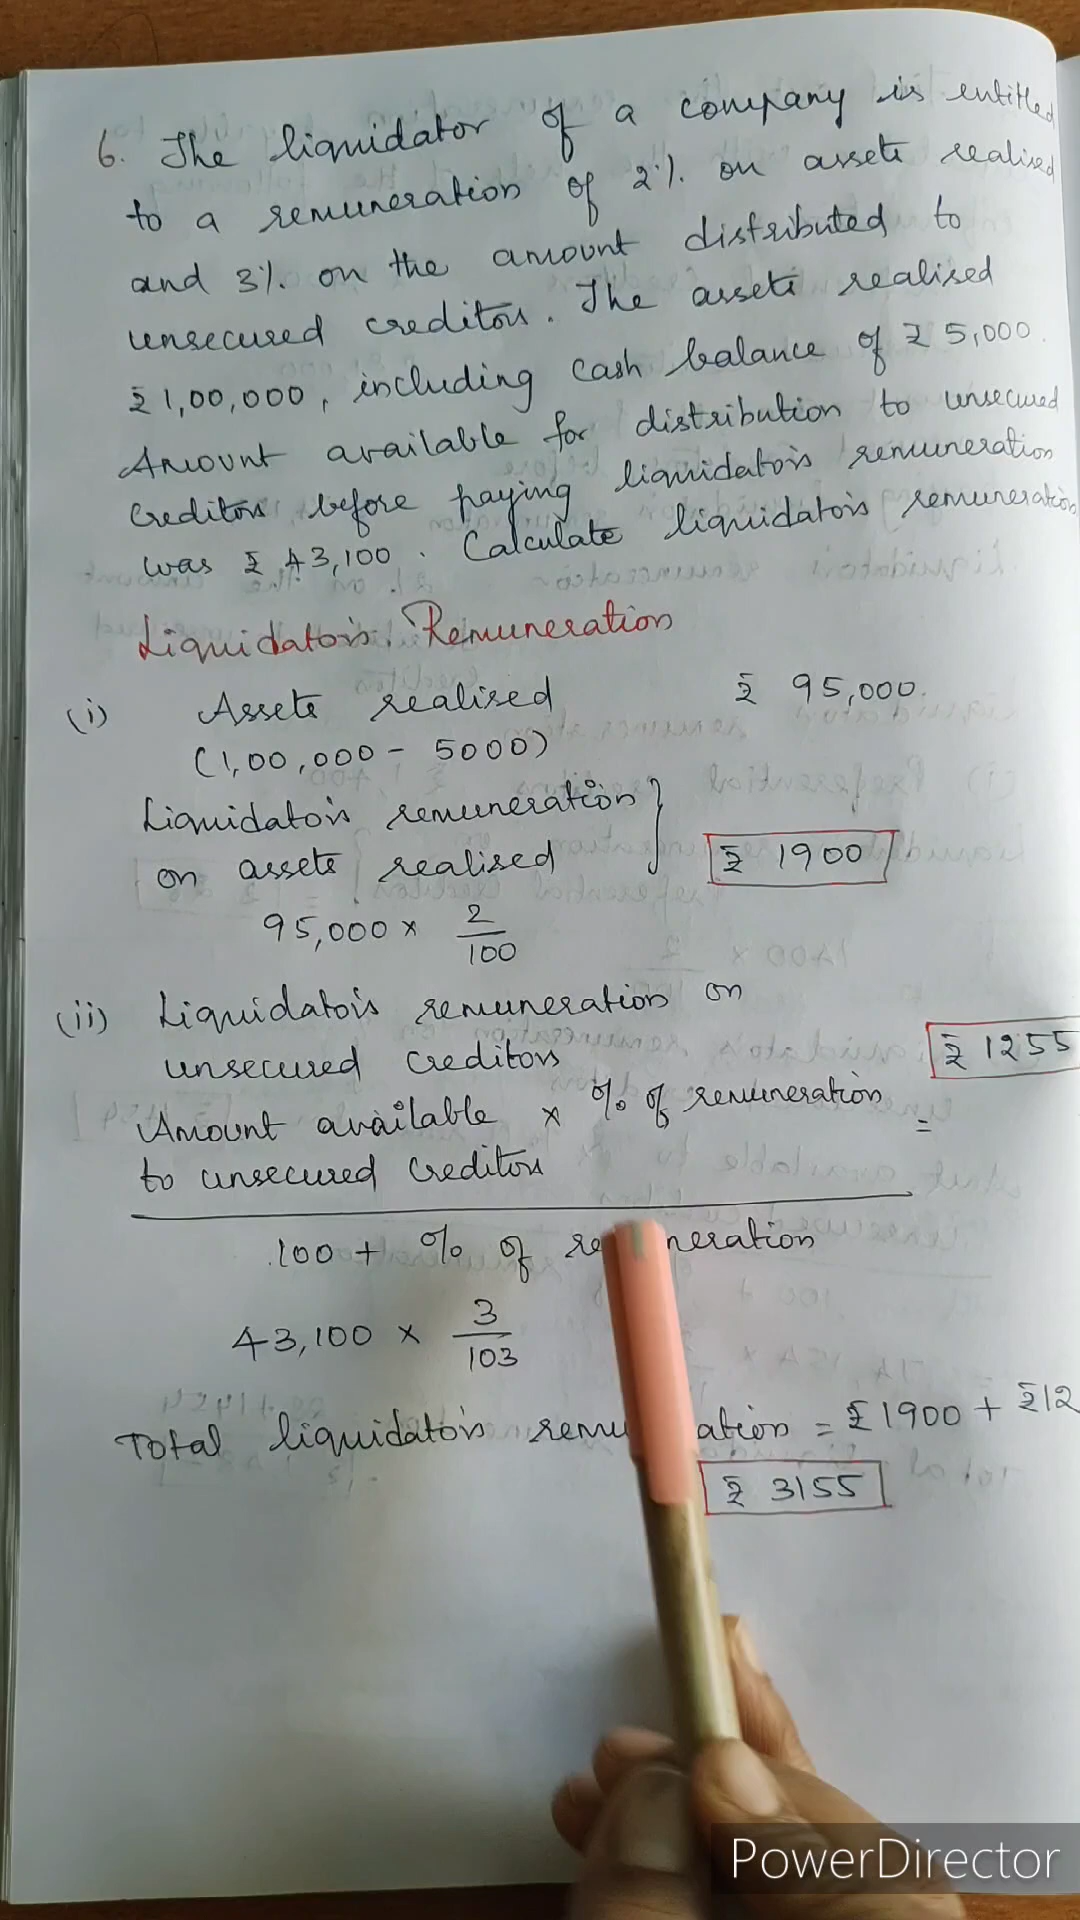 6. The liquidator of a company is entitled
to a remuneration of 2% on assets realised
and 3% on the amount distributed to
unsecured creditors. The assets realised
₹ 1,00,000, including cash balance of ₹ 5,000.
Amount available for distribution to unsecured
creditors before paying liquidator's remuneration
was ₹ 43,100. Calculate liquidator's remuneration
Liquidator's Remuneration
(i) Assets realised ₹ 95,000.
(1,00,000 - 5000)
Liquidator's remuneration }
on assets realised ₹ 1900
95,000 × 2/100
(ii) Liquidator's remuneration on
unsecured creditors ₹ 1255
Amount available × % of remuneration =
to unsecured creditors
100 + % of remuneration
43,100 × 3/103
Total liquidator's remuneration = ₹ 1900 + ₹ 12
₹ 3155
PowerDirector